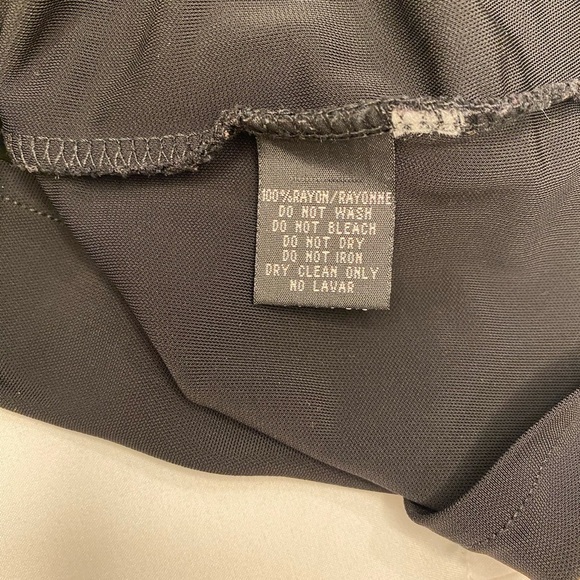 100%RAYON/RAYONNE
DO NOT WASH
DO NOT BLEACH
DO NOT DRY
DO NOT IRON
DRY CLEAN ONLY
NO LAVAR